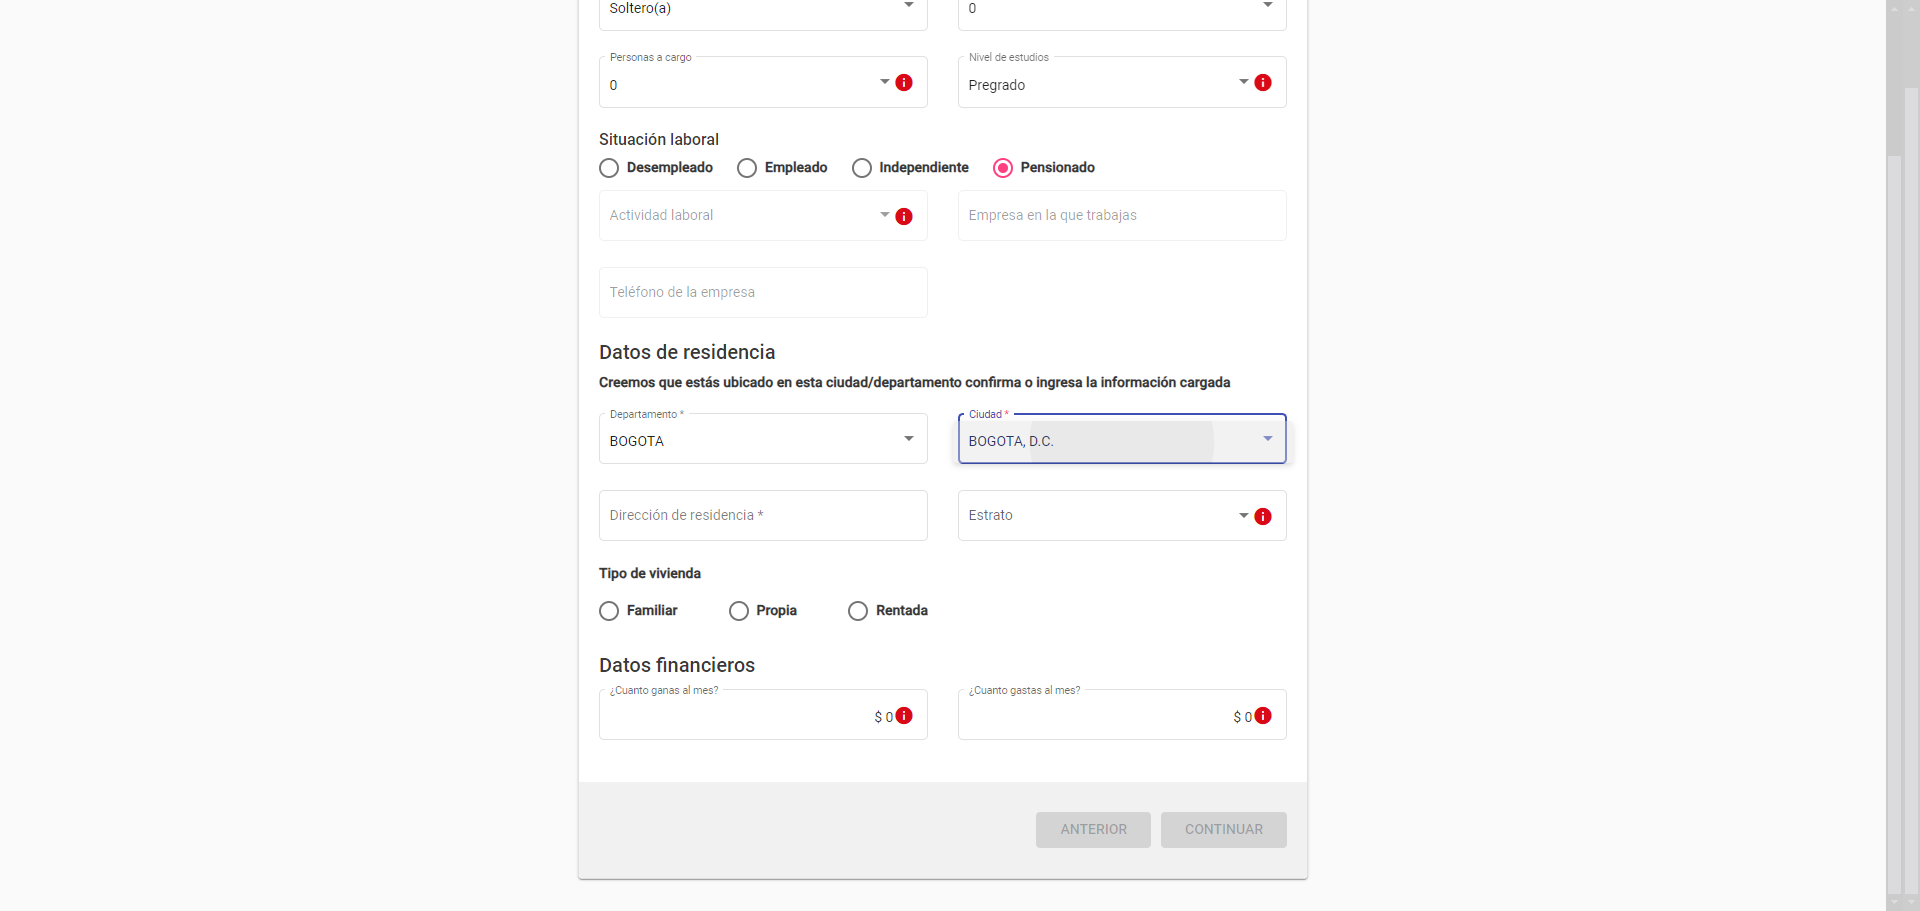 Soltero(a)
0
Personas a cargo
0
Nivel de estudios
Pregrado
Situación laboral
Desempleado
Empleado
Independiente
Pensionado
Actividad laboral
Empresa en la que trabajas
Teléfono de la empresa
Datos de residencia
Creemos que estás ubicado en esta ciudad/departamento confirma o ingresa la información cargada
Departamento *
BOGOTA
Ciudad *
BOGOTA, D.C.
Dirección de residencia *
Estrato
Tipo de vivienda
Familiar
Propia
Rentada
Datos financieros
¿Cuanto ganas al mes?
$ 0
¿Cuanto gastas al mes?
$ 0
ANTERIOR
CONTINUAR